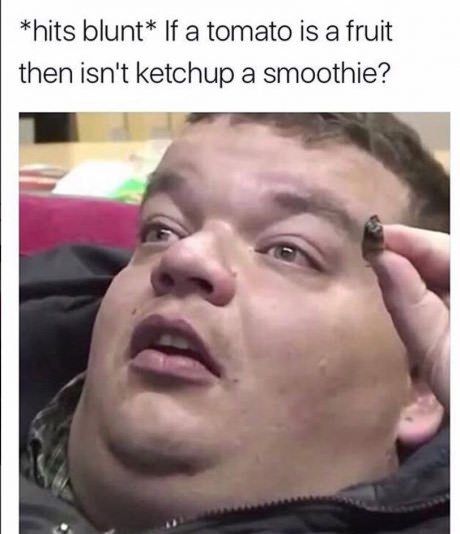 *hits blunt* If a tomato is a fruit
then isn't ketchup a smoothie?